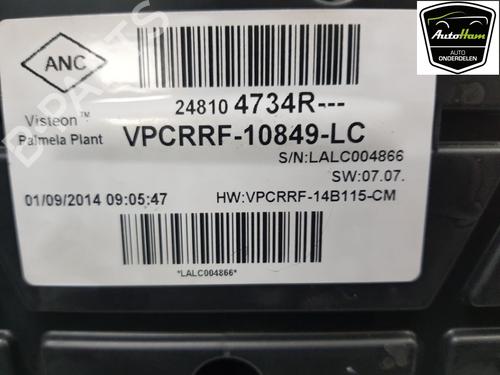 ANC
AutoHam
AUTO
ONDERDELEN
24810 4734R---
Visteon™
Palmela Plant
VPCRRF-10849-LC
S/N:LALC004866
SW:07.07.
01/09/2014 09:05:47
HW:VPCRRF-14B115-CM
*LALC004866*
B-PARTS